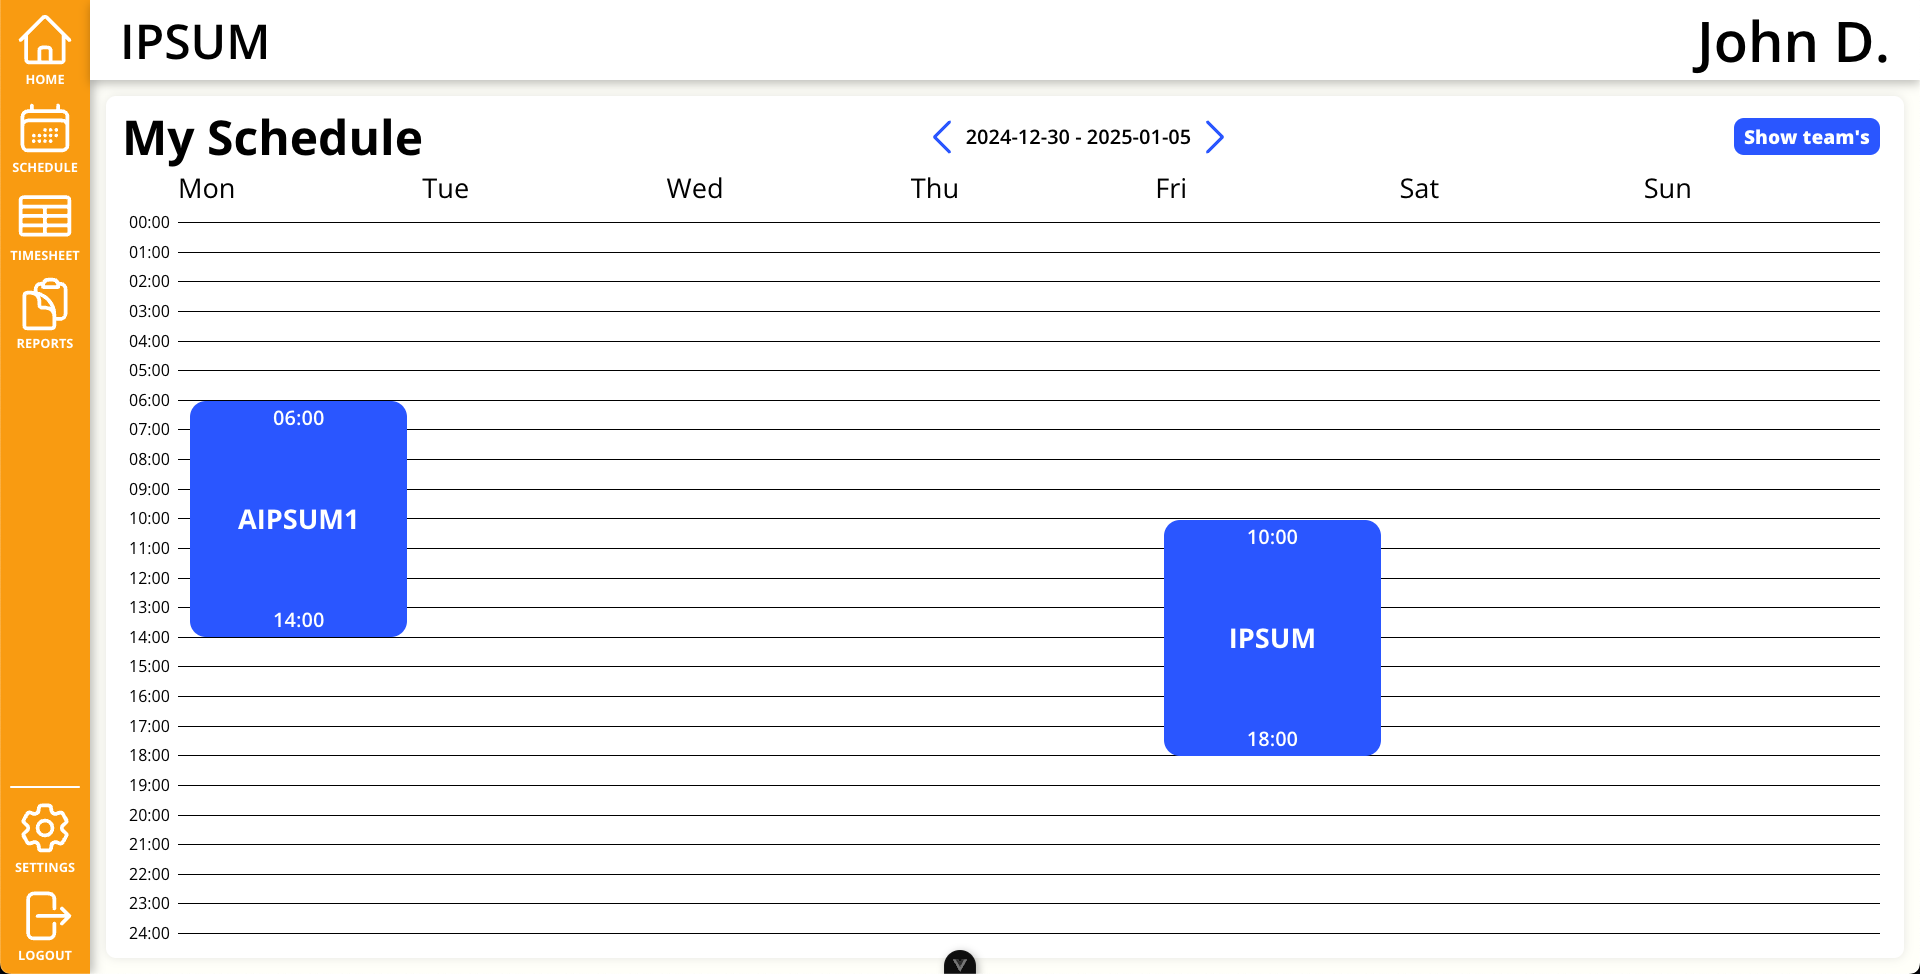 IPSUM
John D.
HOME
SCHEDULE
TIMESHEET
REPORTS
SETTINGS
LOGOUT
My Schedule
2024-12-30 - 2025-01-05
Show team's
Mon Tue Wed Thu Fri Sat Sun
00:00
01:00
02:00
03:00
04:00
05:00
06:00
07:00
08:00
09:00
10:00
11:00
12:00
13:00
14:00
15:00
16:00
17:00
18:00
19:00
20:00
21:00
22:00
23:00
24:00
06:00
AIPSUM1
14:00
10:00
IPSUM
18:00